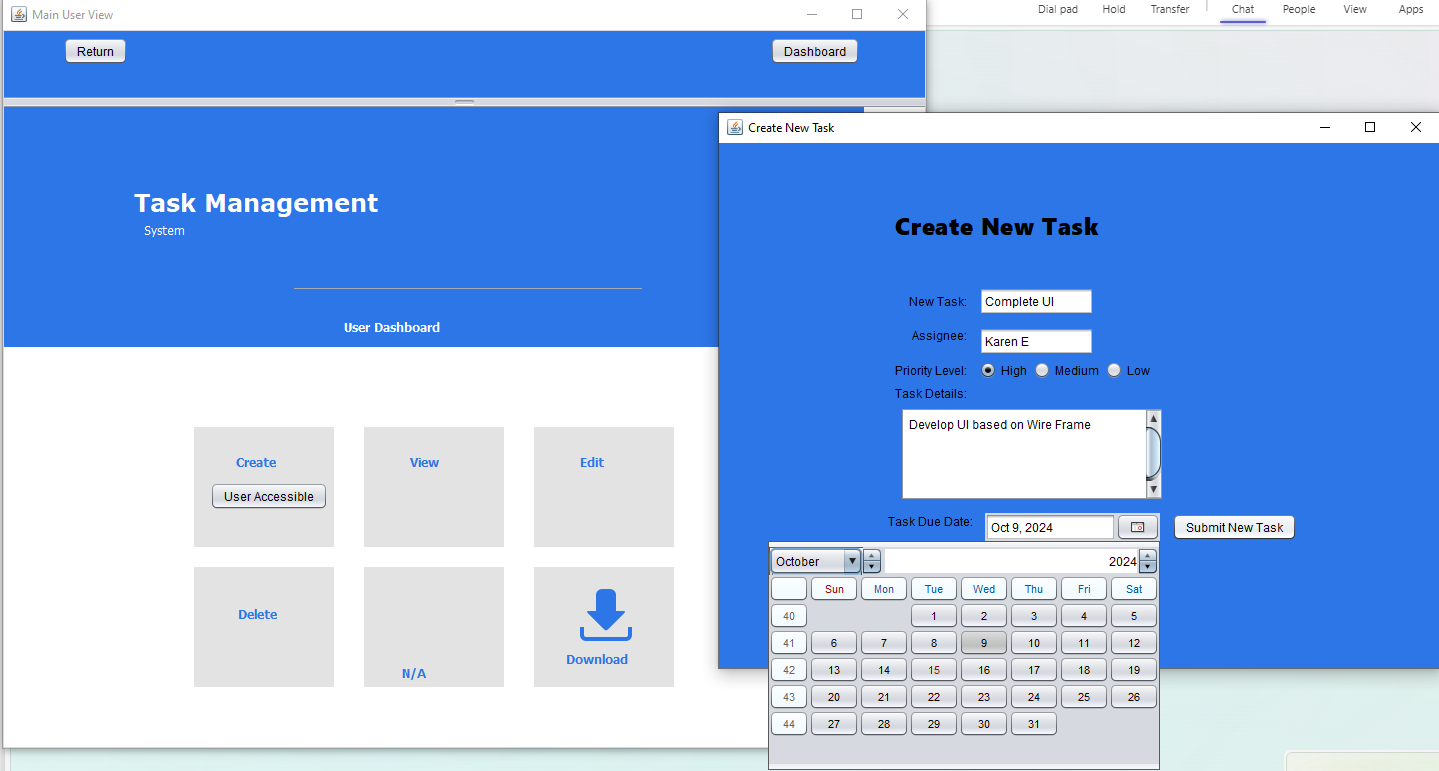 Main User View
Dial pad Hold Transfer Chat People View Apps
Return Dashboard
Task Management
System
User Dashboard
Create View Edit
User Accessible
Delete
N/A
Download
Create New Task
Create New Task
New Task: Complete UI
Assignee: Karen E
Priority Level: High Medium Low
Task Details:
Develop UI based on Wire Frame
Task Due Date: Oct 9, 2024 Submit New Task
October 2024
Sun Mon Tue Wed Thu Fri Sat
40 1 2 3 4 5
41 6 7 8 9 10 11 12
42 13 14 15 16 17 18 19
43 20 21 22 23 24 25 26
44 27 28 29 30 31